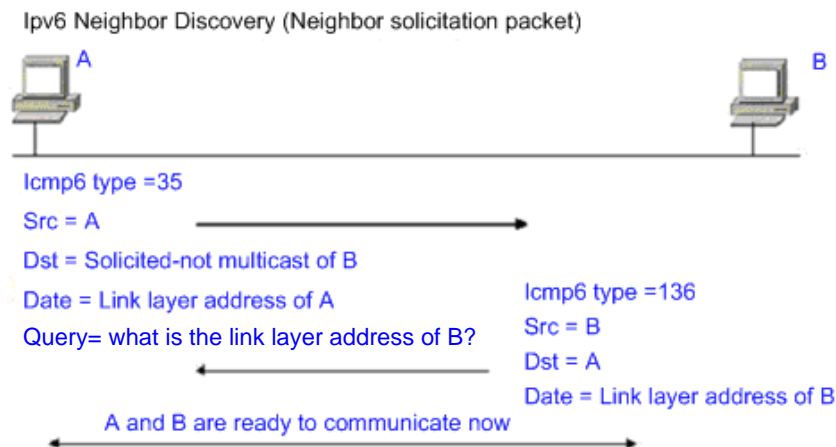 Ipv6 Neighbor Discovery (Neighbor solicitation packet)
A
B
Icmp6 type =35
Src = A
Dst = Solicited-not multicast of B
Date = Link layer address of A
Query= what is the link layer address of B?
Icmp6 type =136
Src = B
Dst = A
Date = Link layer address of B
A and B are ready to communicate now